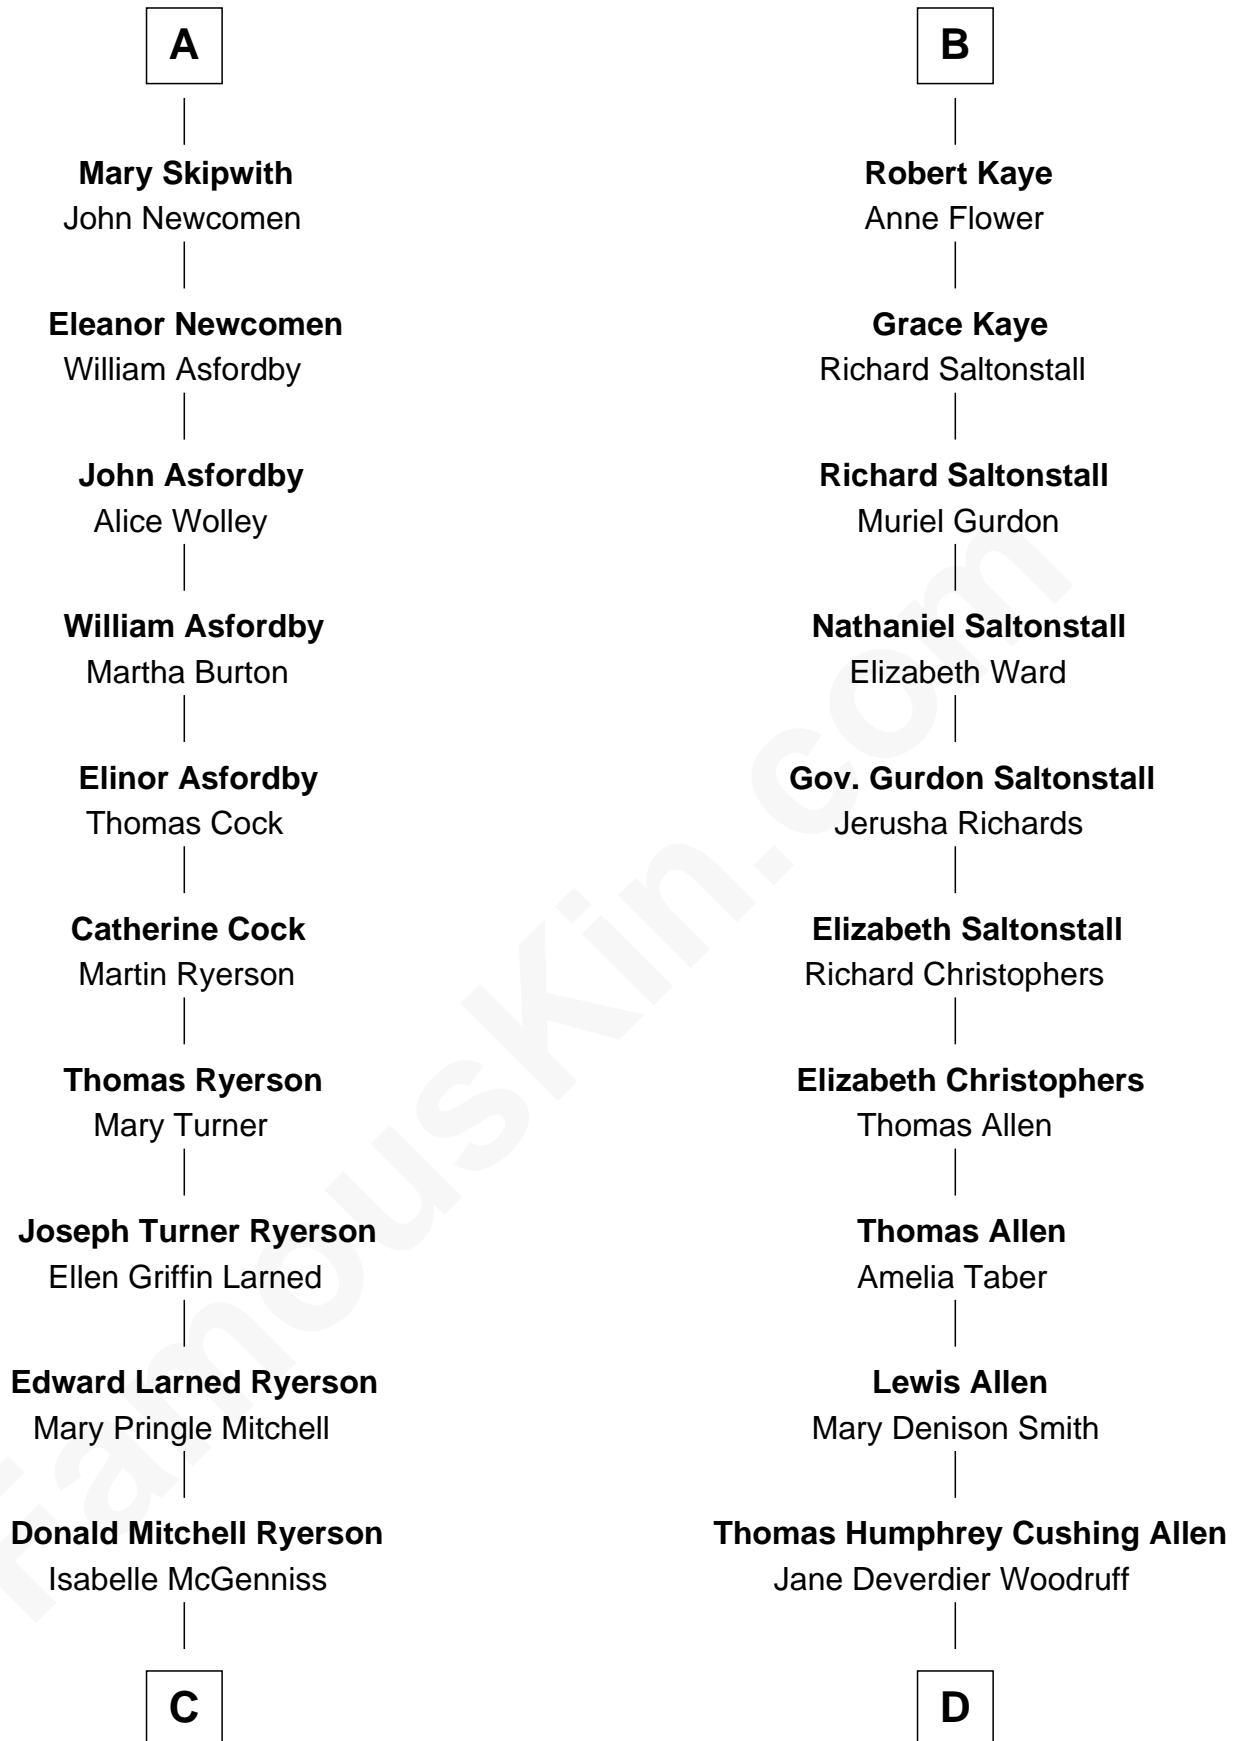 A
Mary Skipwith
John Newcomen
Eleanor Newcomen
William Asfordby
John Asfordby
Alice Wolley
William Asfordby
Martha Burton
Elinor Asfordby
Thomas Cock
Catherine Cock
Martin Ryerson
Thomas Ryerson
Mary Turner
Joseph Turner Ryerson
Ellen Griffin Larned
Edward Larned Ryerson
Mary Pringle Mitchell
Donald Mitchell Ryerson
Isabelle McGenniss
C
B
Robert Kaye
Anne Flower
Grace Kaye
Richard Saltonstall
Richard Saltonstall
Muriel Gurdon
Nathaniel Saltonstall
Elizabeth Ward
Gov. Gurdon Saltonstall
Jerusha Richards
Elizabeth Saltonstall
Richard Christophers
Elizabeth Christophers
Thomas Allen
Thomas Allen
Amelia Taber
Lewis Allen
Mary Denison Smith
Thomas Humphrey Cushing Allen
Jane Deverdier Woodruff
D
FamousKin.com